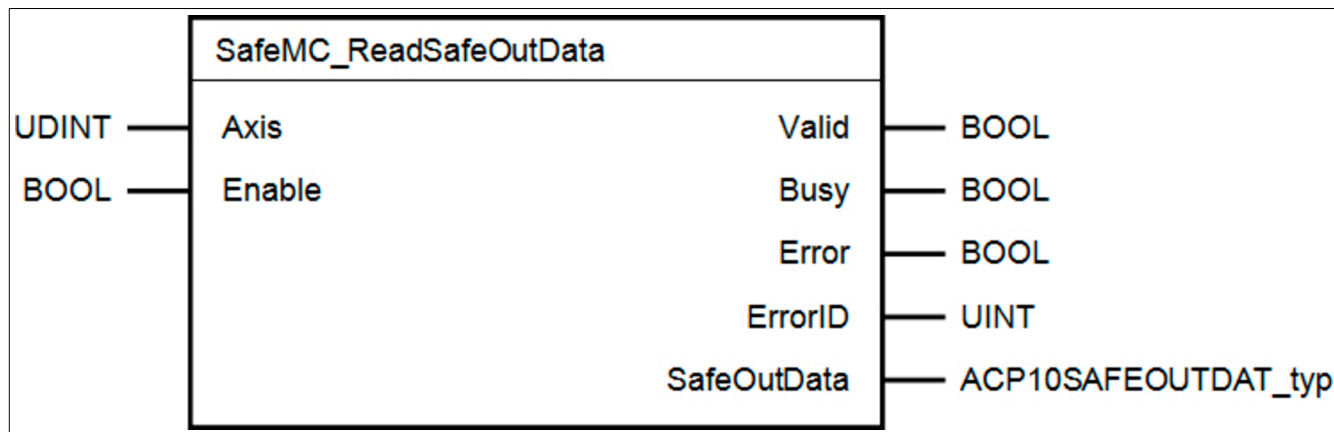 SafeMC_ReadSafeOutData
UDINT Axis Valid BOOL
BOOL Enable Busy BOOL
Error BOOL
ErrorID UINT
SafeOutData ACP10SAFEOUTDAT_typ